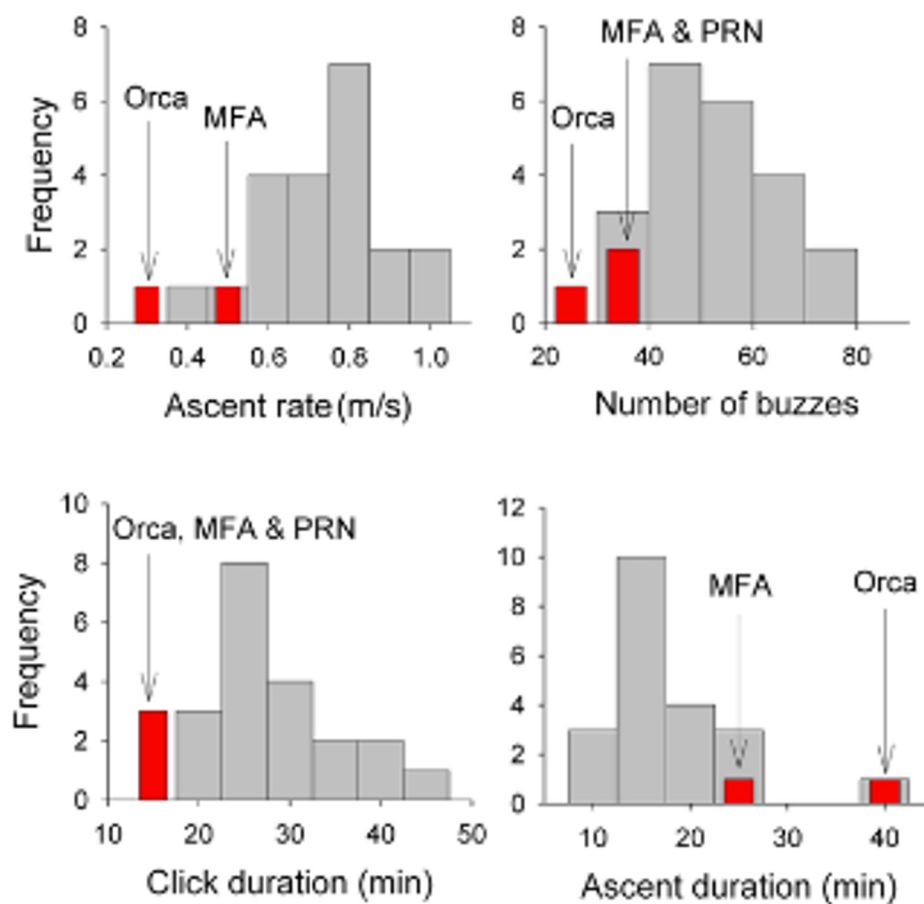 8
MFA & PRN
6
Orca
MFA
Orca
4
2
0
Frequency
0.2 0.4 0.6 0.8 1.0
Ascent rate (m/s)
8
6
4
2
0
20 40 60 80
Number of buzzes
10
Orca, MFA & PRN
8
6
4
2
0
Frequency
10 20 30 40 50
Click duration (min)
12
10
MFA
Orca
8
6
4
2
0
10 20 30 40
Ascent duration (min)